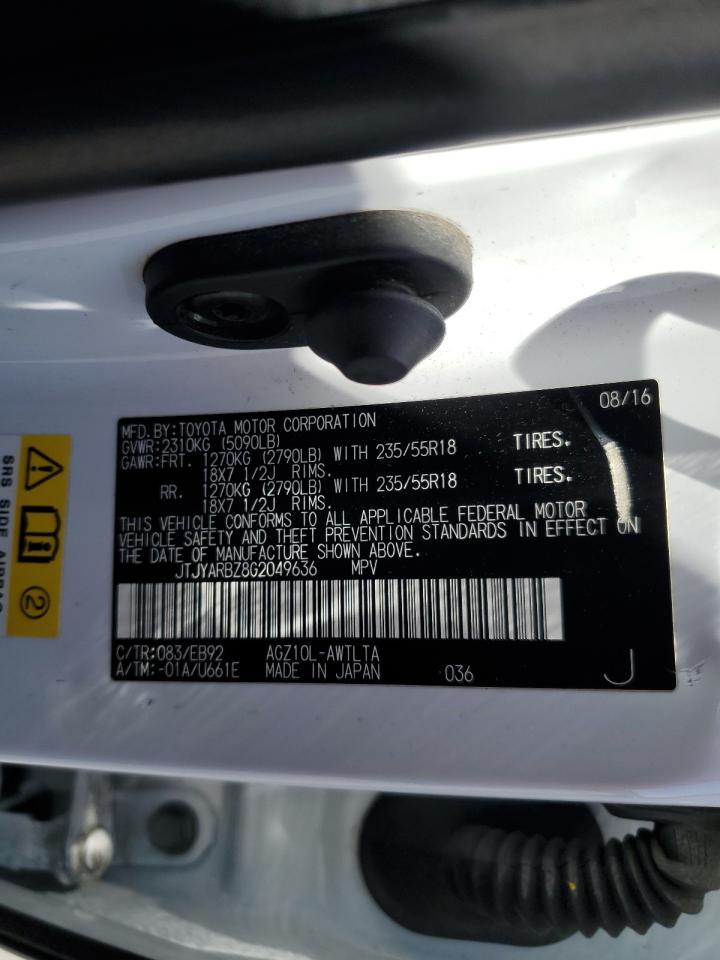 08/16
MFD.BY:TOYOTA MOTOR CORPORATION
GVWR:2310KG (5090LB)
GAWR:FRT. 1270KG (2790LB) WITH 235/55R18 TIRES.
18X7 1/2J RIMS.
RR. 1270KG (2790LB) WITH 235/55R18 TIRES.
18X7 1/2J RIMS.
THIS VEHICLE CONFORMS TO ALL APPLICABLE FEDERAL MOTOR
VEHICLE SAFETY AND THEFT PREVENTION STANDARDS IN EFFECT ON
THE DATE OF MANUFACTURE SHOWN ABOVE.
JTJYARBZ8G2049636 MPV
C/TR:083/EB92 AGZ10L-AWTLTA
A/TM:-01A/U661E MADE IN JAPAN 036 J
SRS SIDE AIRBAG
2